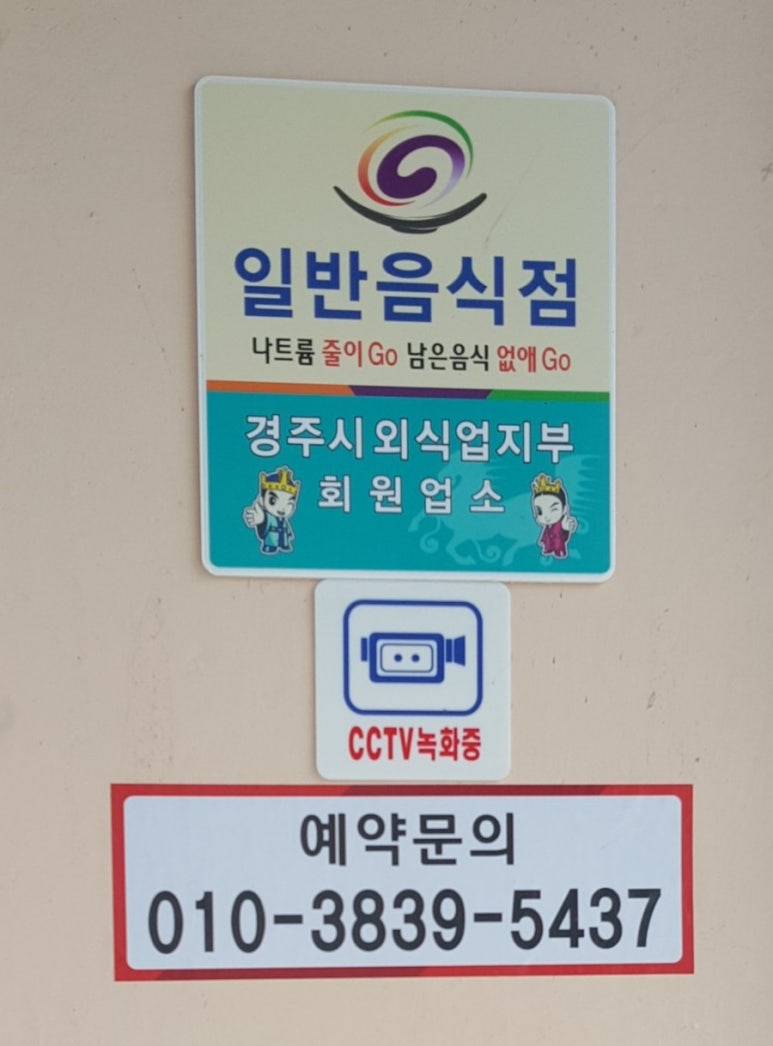 일반음식점
나트륨 줄이Go 남은음식 없애Go
경주시외식업지부
회원업소
CCTV녹화중
예약문의
010-3839-5437